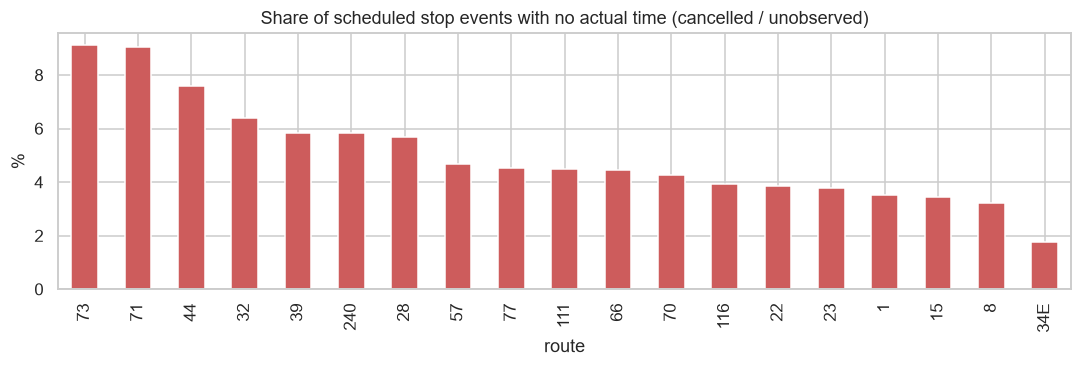 Share of scheduled stop events with no actual time (cancelled / unobserved)
%
8
6
4
2
0
73 71 44 32 39 240 28 57 77 111 66 70 116 22 23 1 15 8 34E
route